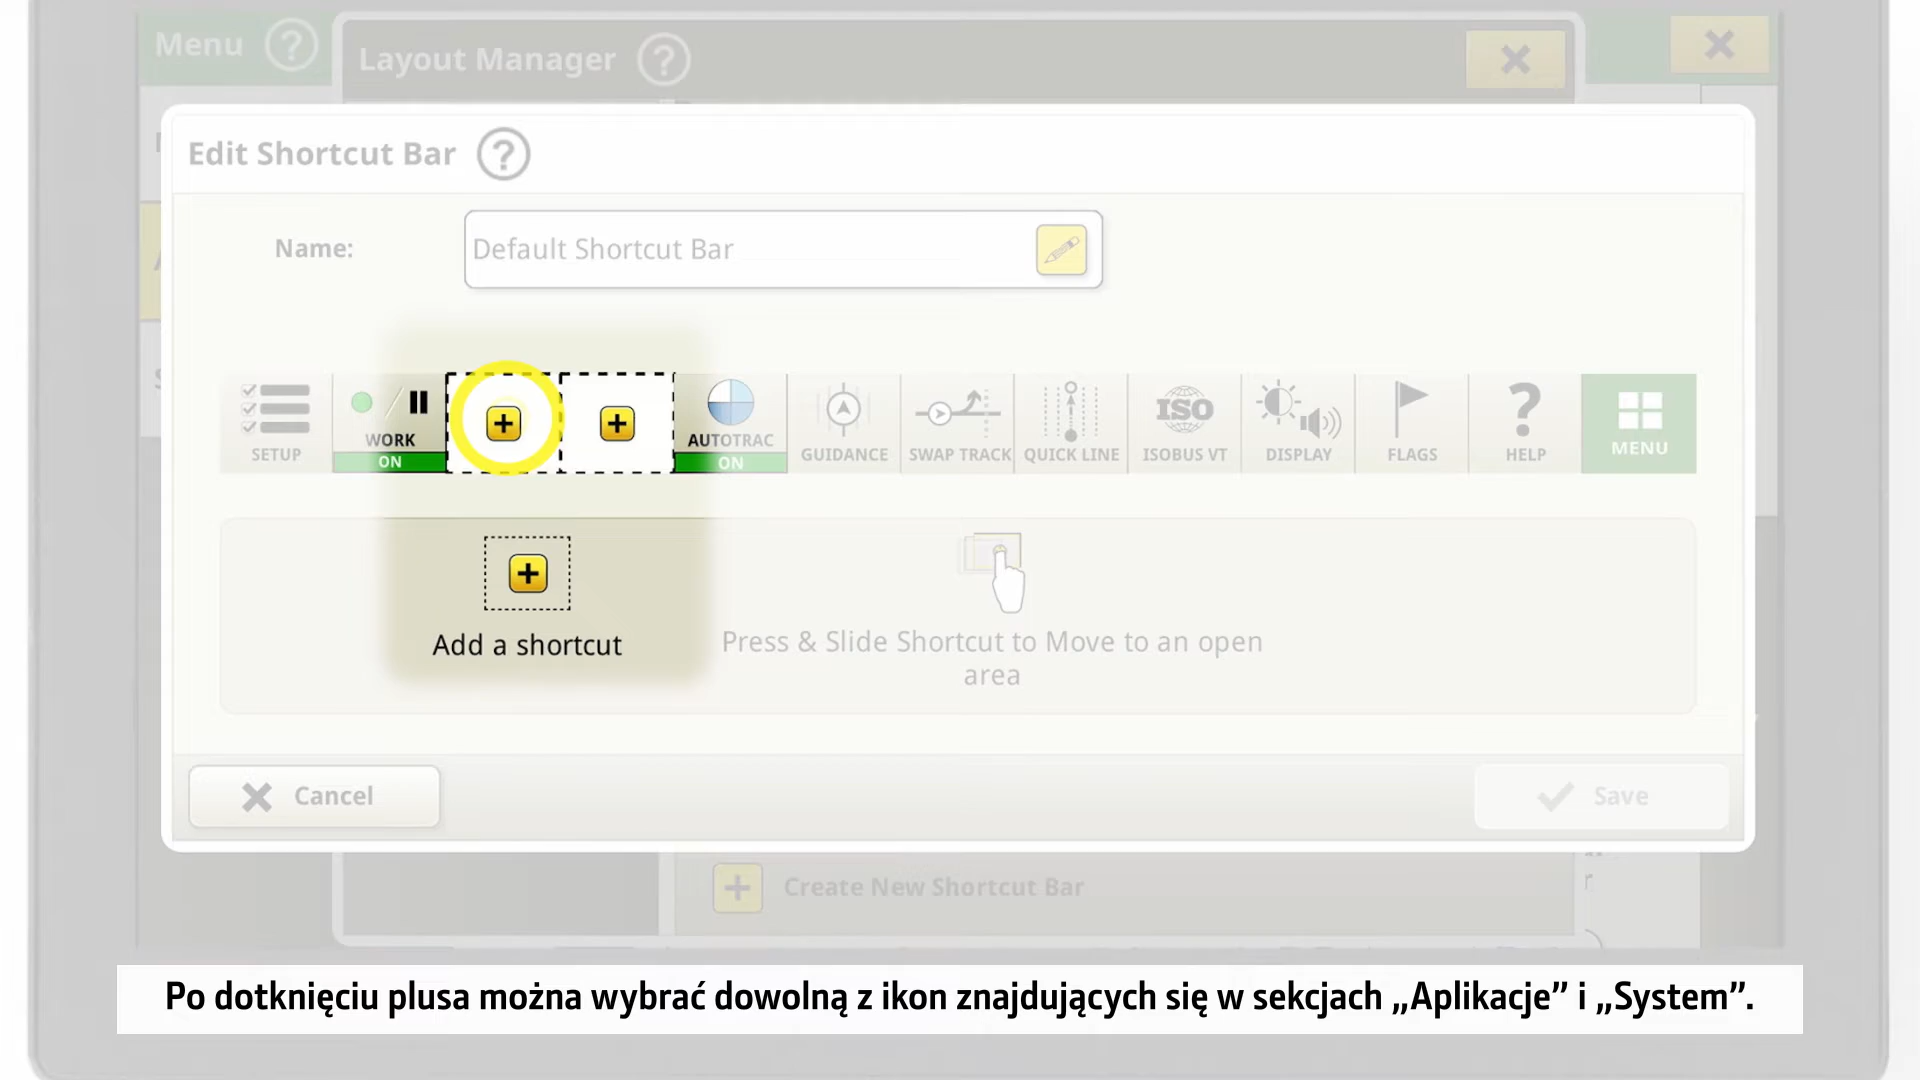 Menu ?
Layout Manager ?
Edit Shortcut Bar ?
Name:
Default Shortcut Bar
SETUP
WORK
ON
AUTOTRAC
ON
GUIDANCE
SWAP TRACK
QUICK LINE
ISO
ISOBUS VT
DISPLAY
FLAGS
?
HELP
MENU
Add a shortcut
Press & Slide Shortcut to Move to an open
area
Cancel
Save
Create New Shortcut Bar
Po dotknięciu plusa można wybrać dowolną z ikon znajdujących się w sekcjach „Aplikacje” i „System”.